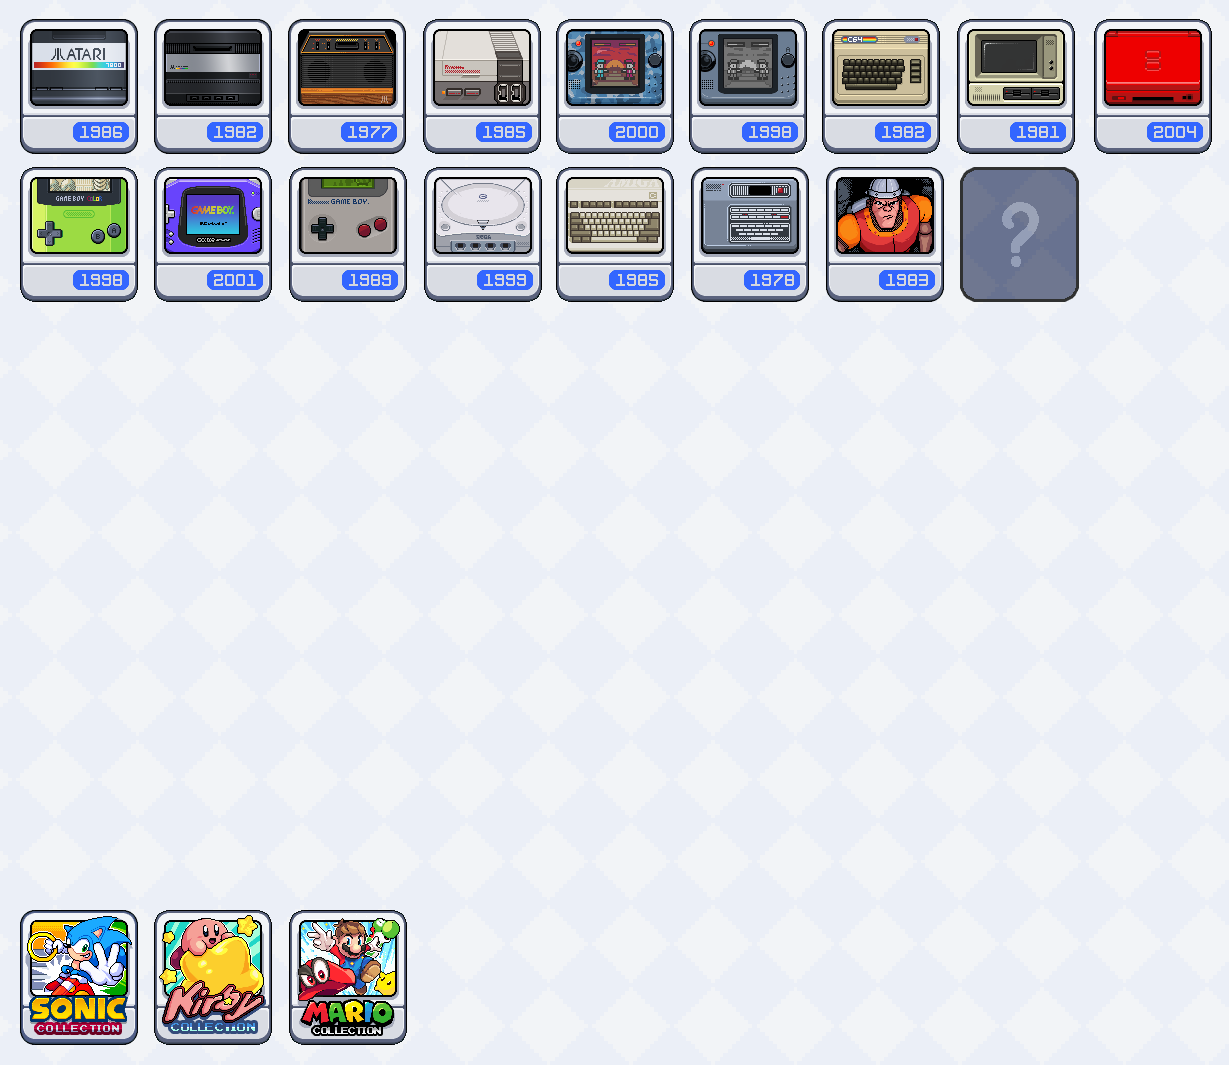 ATARI
7800
1986
1982
1977
1985
2000
1998
C64
1982
1981
2004
GAME BOY COLOR
1998
GAME BOY
2001
GAME BOY
1989
SEGA
1999
1985
1978
1983
?
SONIC
COLLECTION
Kirby
COLLECTION
MARIO
COLLECTION